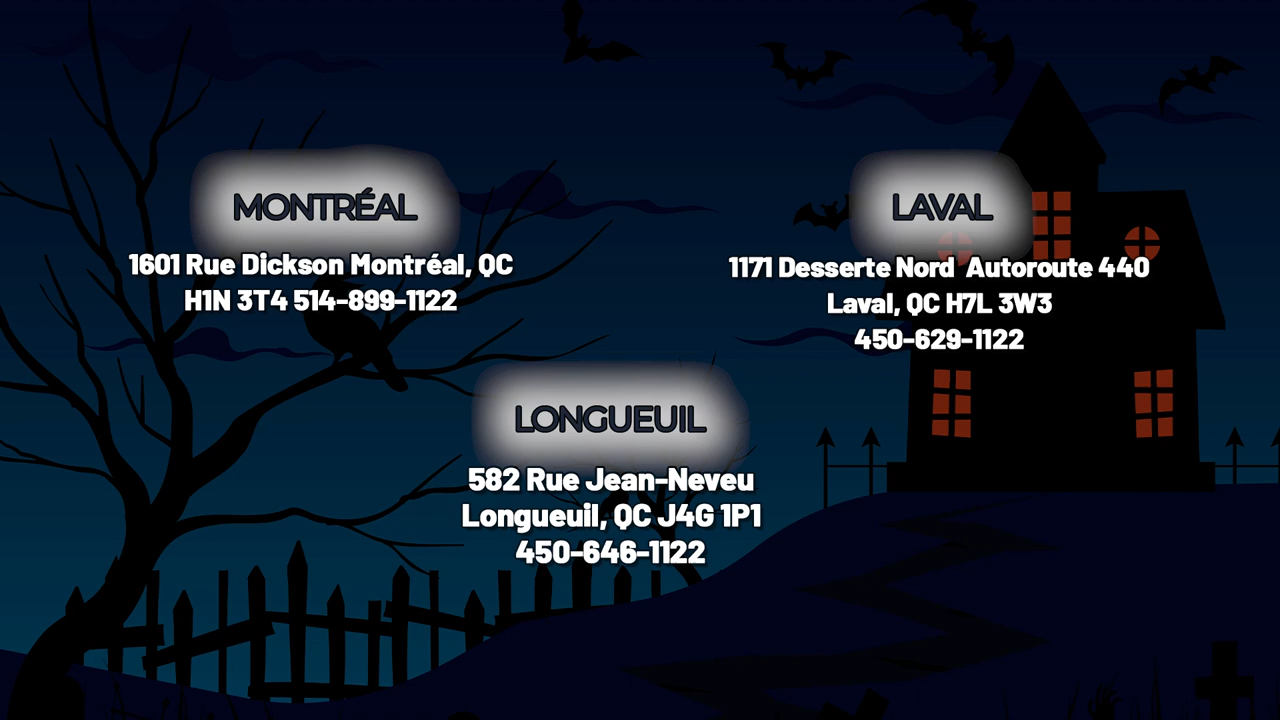 MONTRÉAL
1601 Rue Dickson Montréal, QC
H1N 3T4 514-899-1122
LAVAL
1171 Desserte Nord  Autoroute 440
Laval, QC H7L 3W3
450-629-1122
LONGUEUIL
582 Rue Jean-Neveu
Longueuil, QC J4G 1P1
450-646-1122